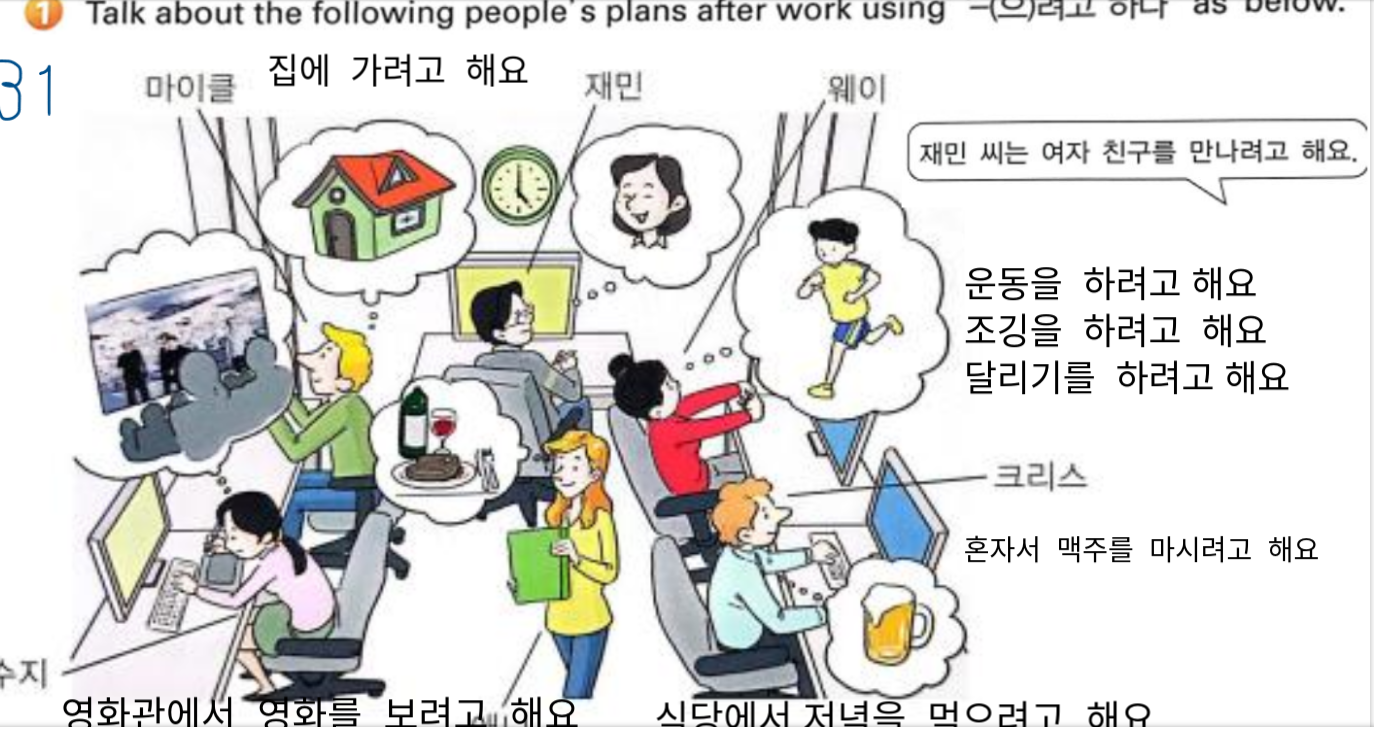 1 Talk about the following people's plans after work using -(으)려고 하다 as below.
31
마이클 집에 가려고 해요 재민 웨이
재민 씨는 여자 친구를 만나려고 해요.
운동을 하려고 해요
조깅을 하려고 해요
달리기를 하려고 해요
크리스
혼자서 맥주를 마시려고 해요
수지
영화관에서 영화를 보려고 해요 식당에서 저녁을 먹으려고 해요